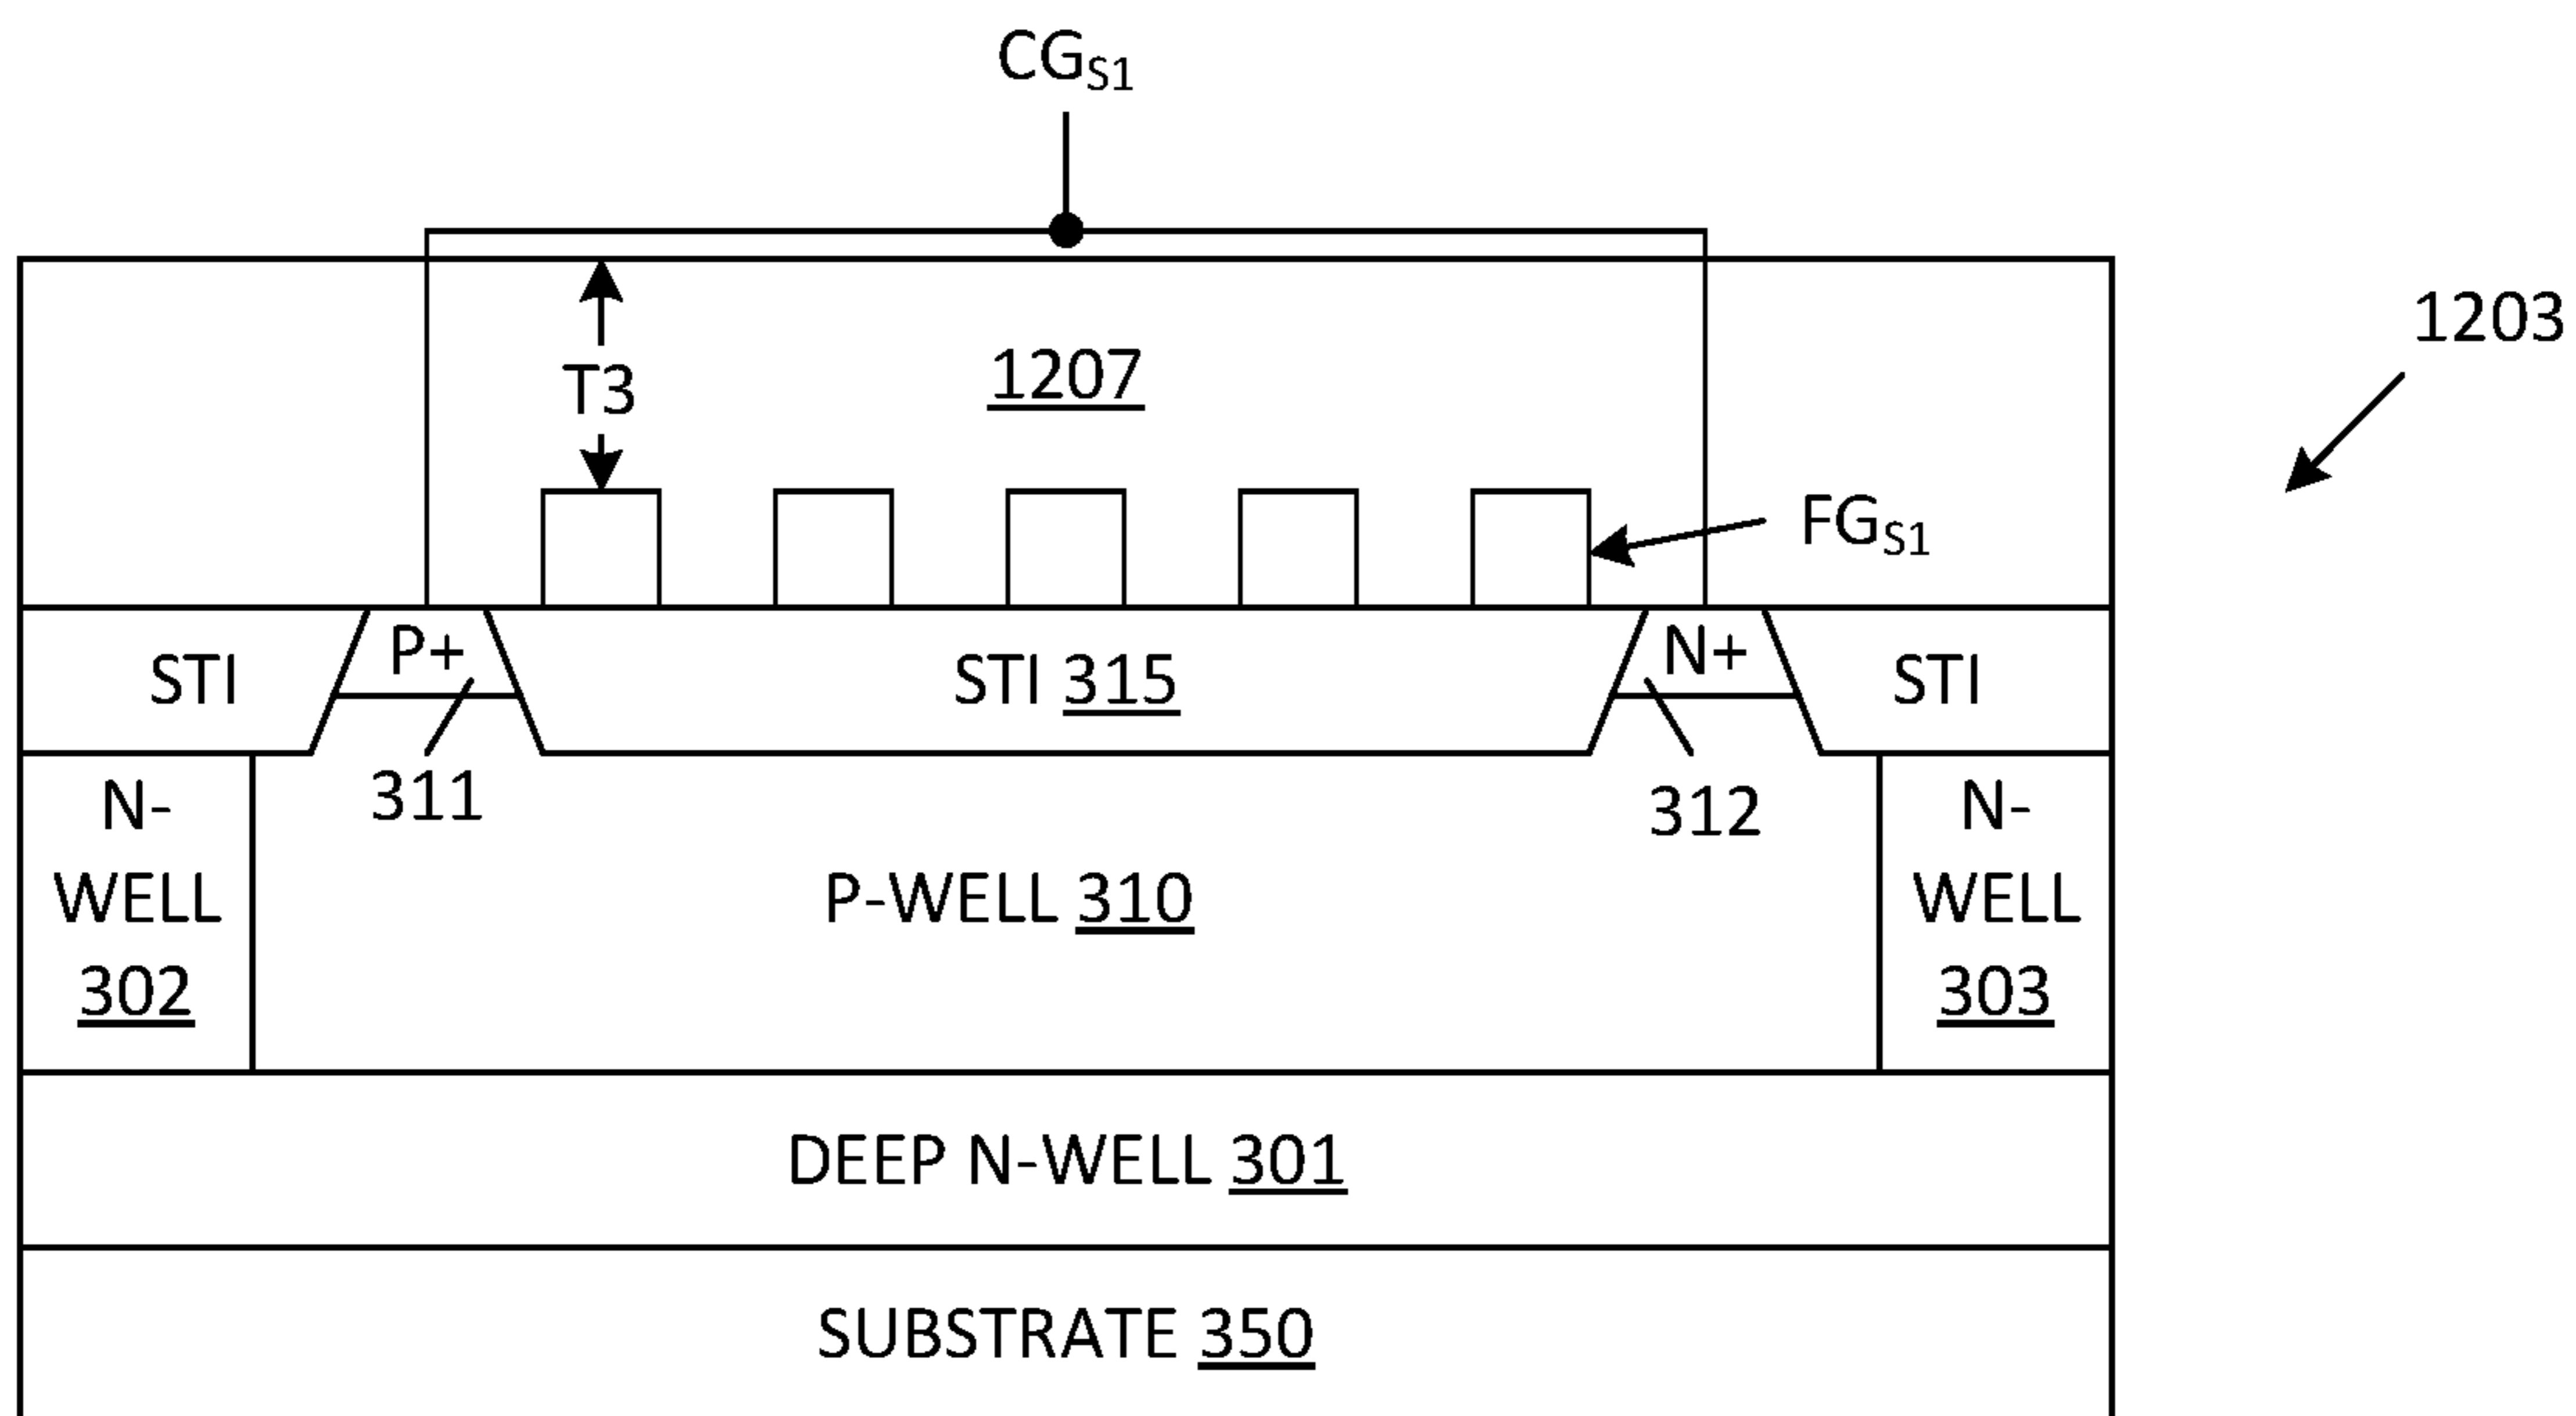 CGS1
1203
1207
T3
FGS1
P+
N+
STI
STI 315
STI
311
312
N-
WELL
302
P-WELL 310
N-
WELL
303
DEEP N-WELL 301
SUBSTRATE 350